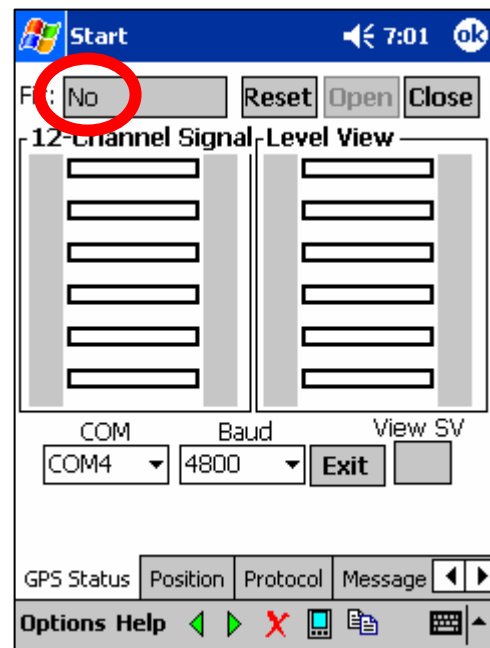 Start 7:01 ok
Fix: No Reset Open Close
12-Channel Signal Level View
COM Baud View SV
COM4 4800 Exit
GPS Status Position Protocol Message
Options Help